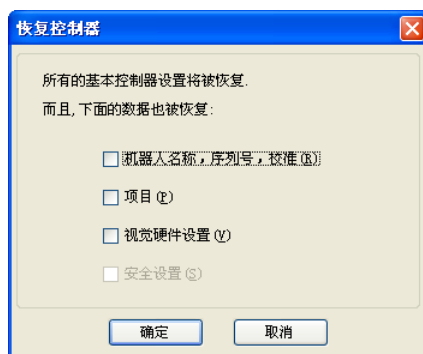 恢复控制器
所有的基本控制器设置将被恢复.
而且,下面的数据也被恢复:
机器人名称，序列号，校准(R)
项目(P)
视觉硬件设置(V)
安全设置(S)
确定
取消